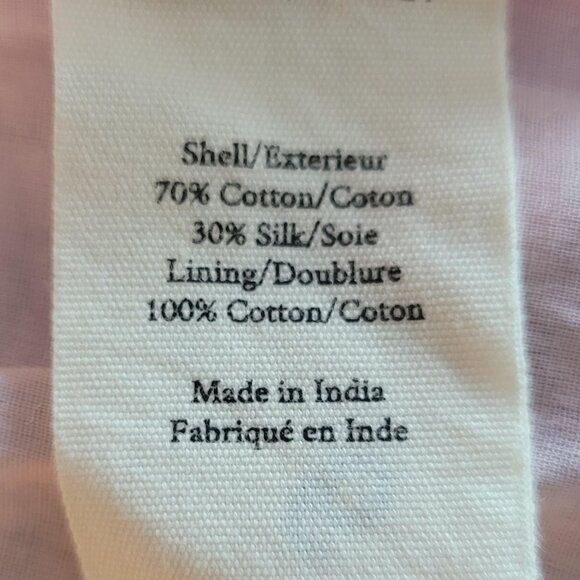 Shell/Exterieur
70% Cotton/Coton
30% Silk/Soie
Lining/Doublure
100% Cotton/Coton
Made in India
Fabriqué en Inde